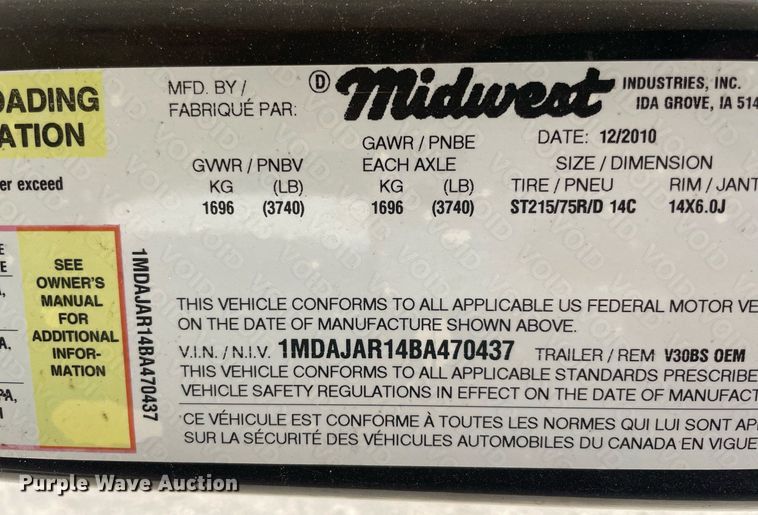 OADING
ATION
er exceed
SEE
OWNER'S
MANUAL
FOR
ADDITIONAL
INFOR-
MATION
1MDAJAR14BA470437
MFD. BY /
FABRIQUÉ PAR:
D Midwest
INDUSTRIES, INC.
IDA GROVE, IA 514
DATE: 12/2010
GVWR / PNBV
KG (LB)
1696 (3740)
GAWR / PNBE
EACH AXLE
KG (LB)
1696 (3740)
SIZE / DIMENSION
TIRE / PNEU RIM / JANT
ST215/75R/D 14C 14X6.0J
THIS VEHICLE CONFORMS TO ALL APPLICABLE US FEDERAL MOTOR VE
ON THE DATE OF MANUFACTURE SHOWN ABOVE.
V.I.N. / N.I.V. 1MDAJAR14BA470437 TRAILER / REM V30BS OEM
THIS VEHICLE CONFORMS TO ALL APPLICABLE STANDARDS PRESCRIBE
VEHICLE SAFETY REGULATIONS IN EFFECT ON THE DATE OF MANUFACT
CE VÉHICULE EST CONFORME À TOUTES LES NORMES QUI LUI SONT API
SUR LA SÉCURITÉ DES VÉHICULES AUTOMOBILES DU CANADA EN VIGUE
Purple Wave Auction